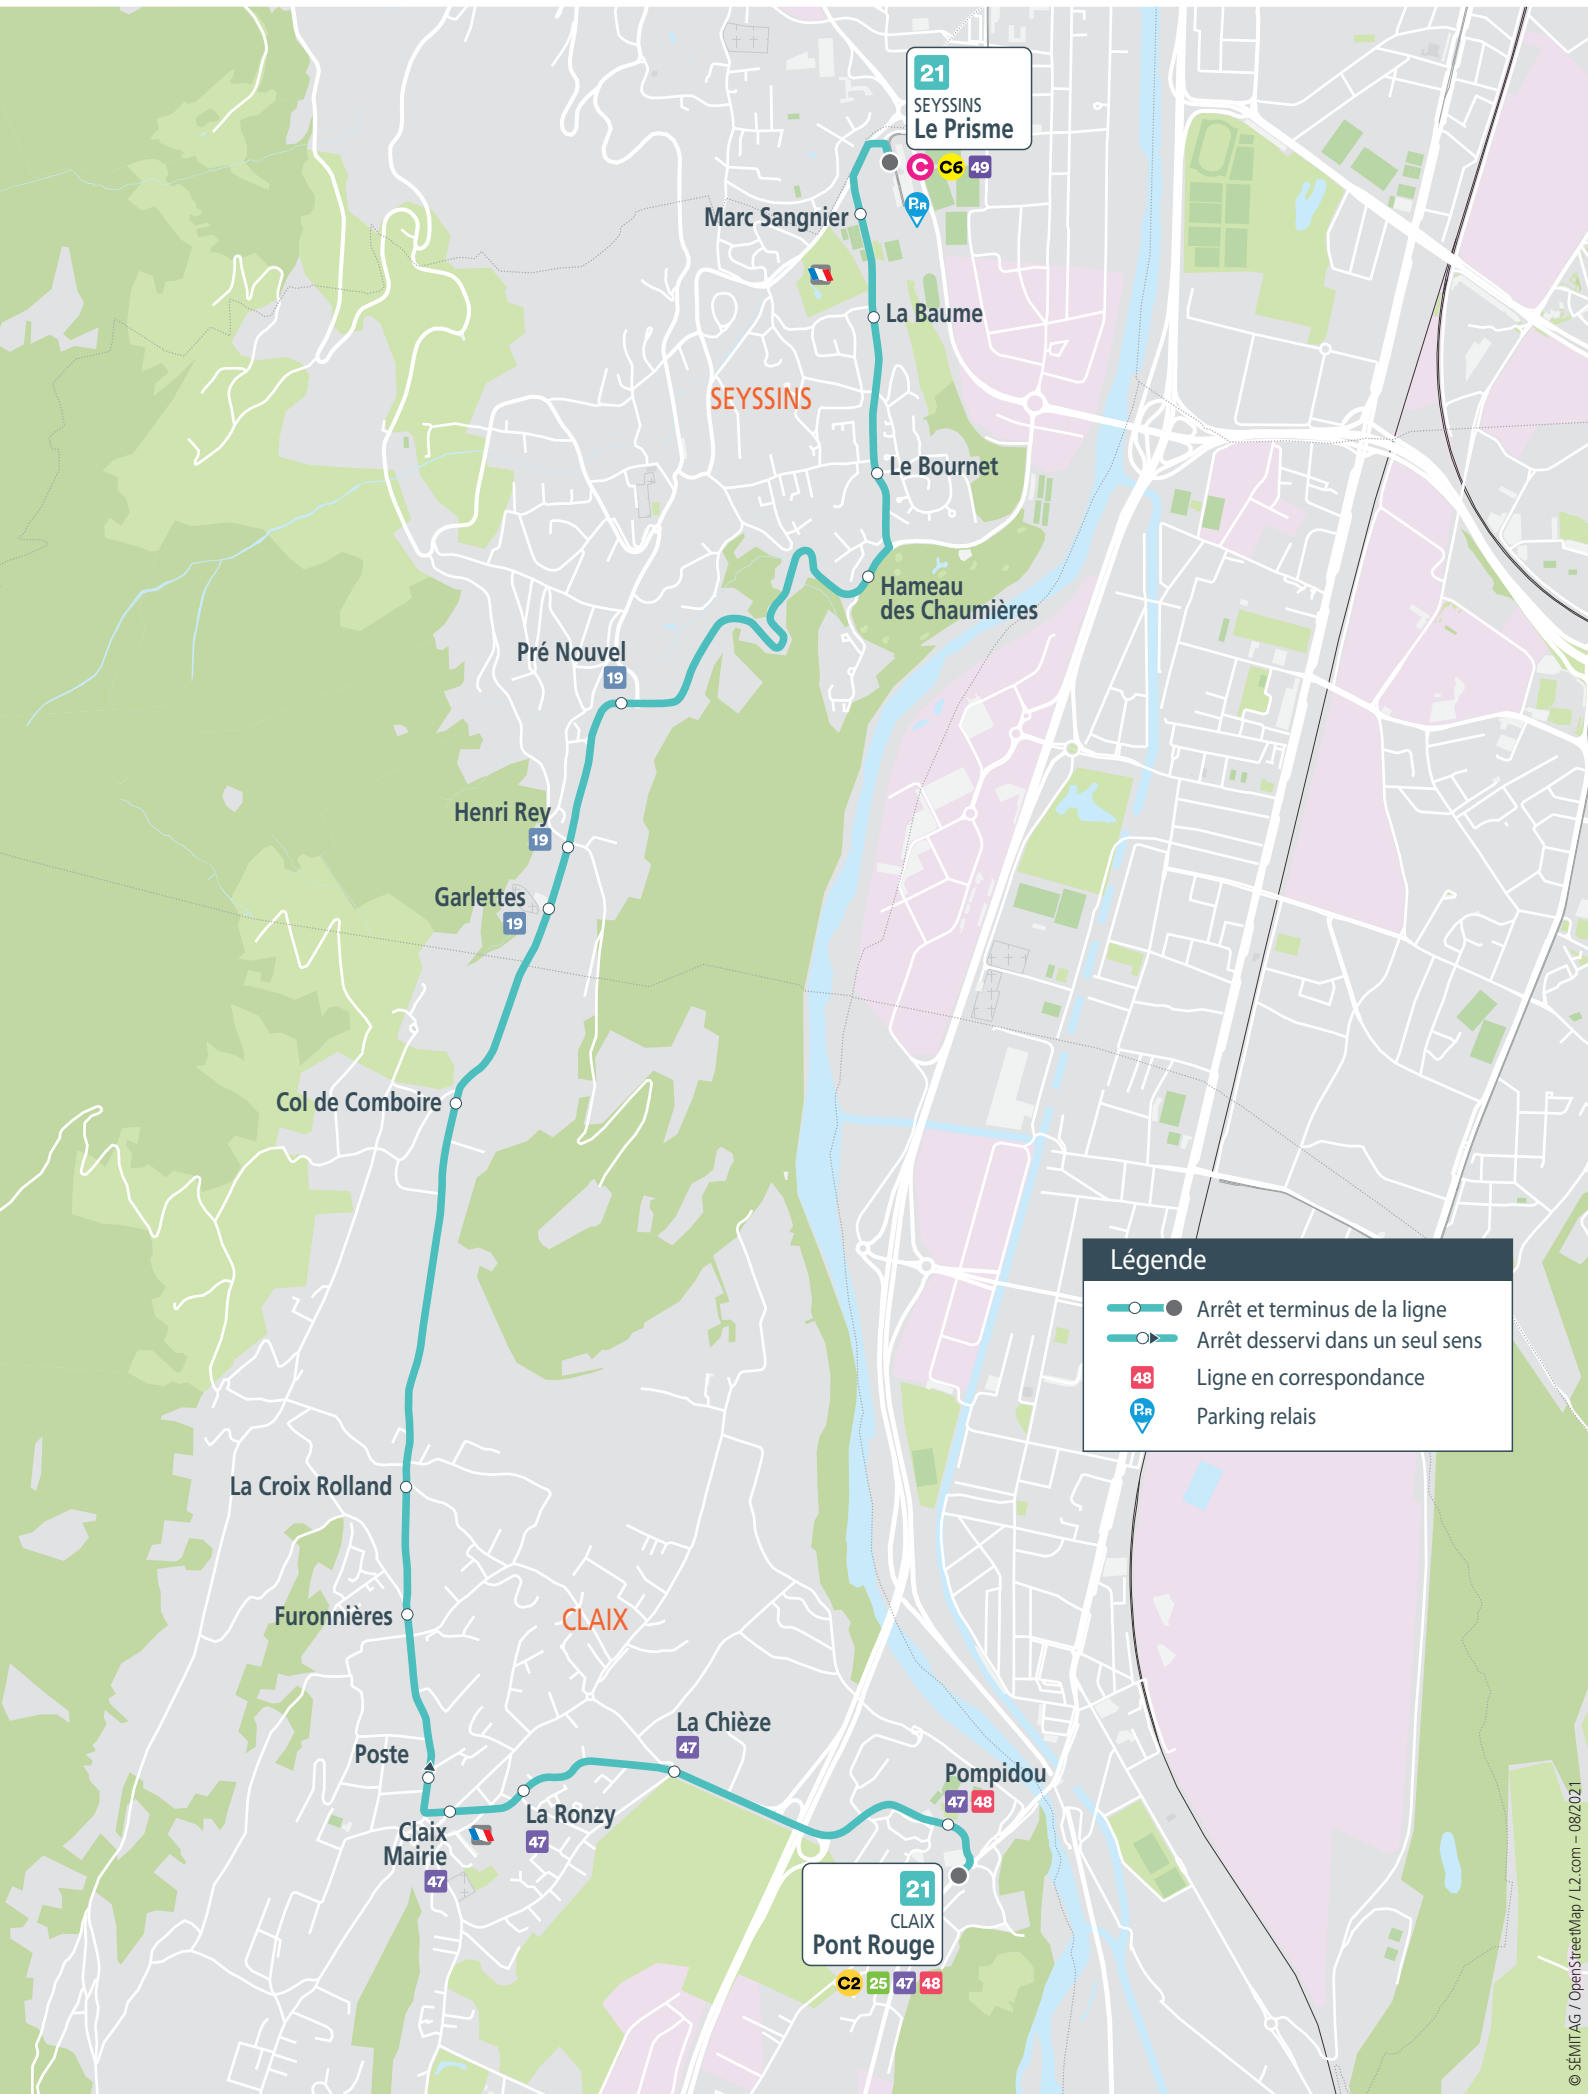 21
SEYSSINS
Le Prisme
C C6 49
P+R
Marc Sangnier
La Baume
SEYSSINS
Le Bournet
Hameau
des Chaumières
Pré Nouvel
19
Henri Rey
19
Garlettes
19
Col de Comboire
Légende
Arrêt et terminus de la ligne
Arrêt desservi dans un seul sens
48 Ligne en correspondance
P+R Parking relais
La Croix Rolland
Furonnières
CLAIX
La Chièze
47
Poste
Pompidou
47 48
La Ronzy
47
Claix
Mairie
47
21
CLAIX
Pont Rouge
C2 25 47 48
© SÉMITAG / OpenStreetMap / L2.com – 08/2021